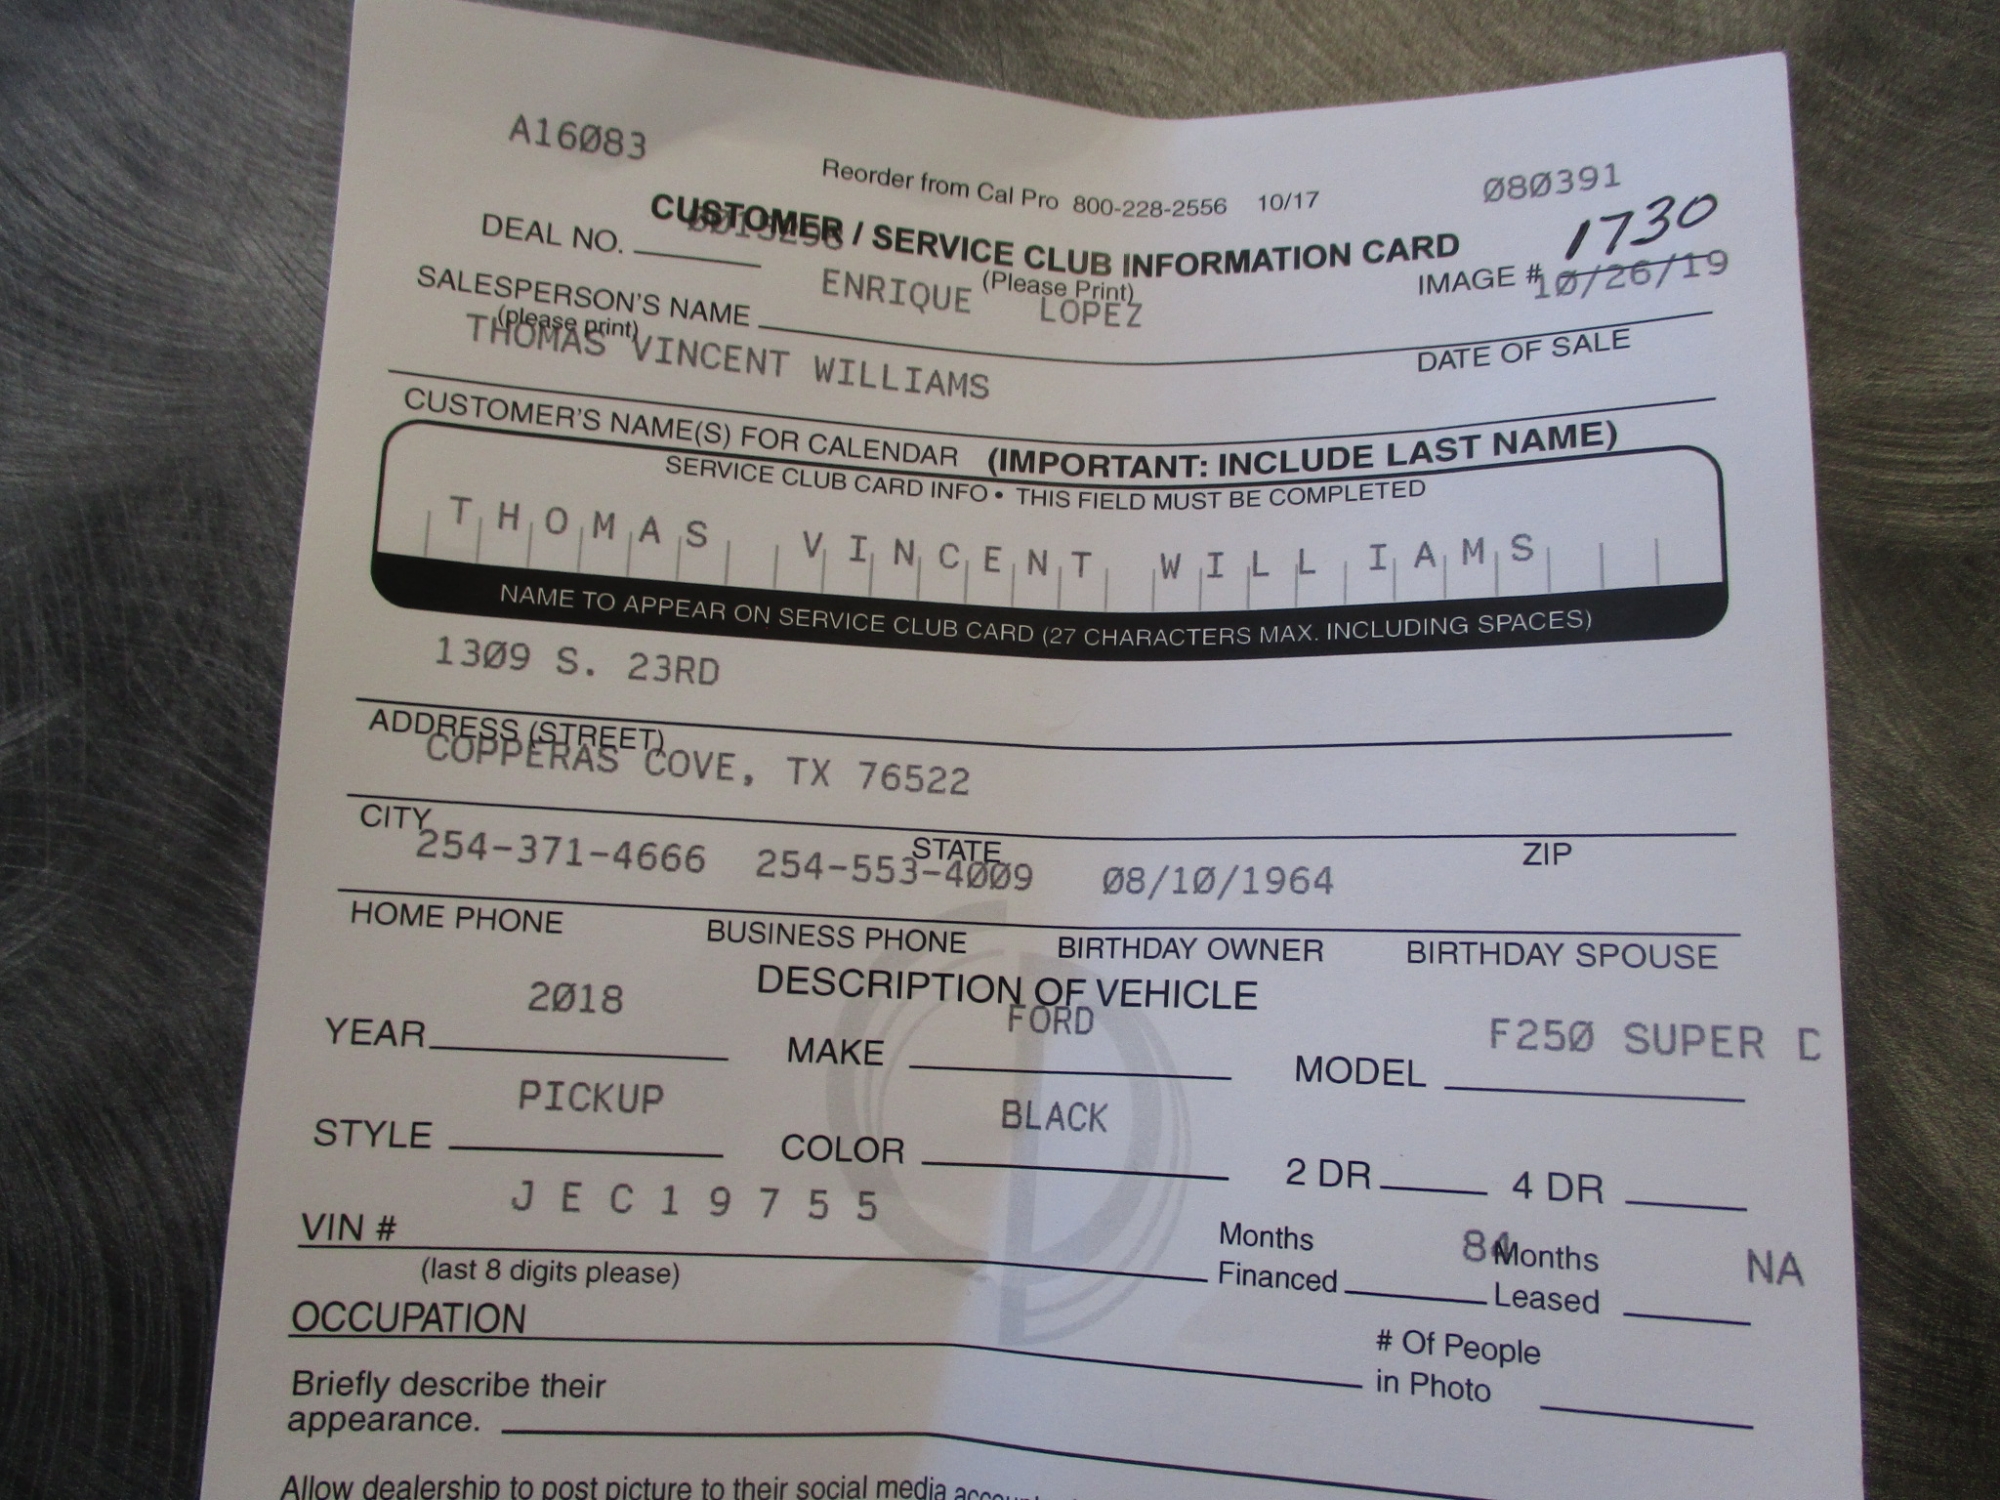 A16083
Reorder from Cal Pro 800-228-2556 10/17
080391
CUSTOMER / SERVICE CLUB INFORMATION CARD
1730
DEAL NO.
(Please Print)
IMAGE #
10/26/19
SALESPERSON'S NAME ENRIQUE LOPEZ
(please print)
DATE OF SALE
THOMAS VINCENT WILLIAMS
CUSTOMER'S NAME(S) FOR CALENDAR (IMPORTANT: INCLUDE LAST NAME)
SERVICE CLUB CARD INFO • THIS FIELD MUST BE COMPLETED
THOMAS VINCENT WILLIAMS
NAME TO APPEAR ON SERVICE CLUB CARD (27 CHARACTERS MAX. INCLUDING SPACES)
1309 S. 23RD
ADDRESS (STREET)
COPPERAS COVE, TX 76522
CITY STATE ZIP
254-371-4666 254-553-4009 08/10/1964
HOME PHONE BUSINESS PHONE BIRTHDAY OWNER BIRTHDAY SPOUSE
DESCRIPTION OF VEHICLE
YEAR 2018 MAKE FORD MODEL F250 SUPER D
STYLE PICKUP COLOR BLACK 2 DR 4 DR
VIN # JEC19755
(last 8 digits please)
Months Financed 84 Months Leased NA
OCCUPATION
# Of People in Photo
Briefly describe their
appearance.
Allow dealership to post picture to their social media